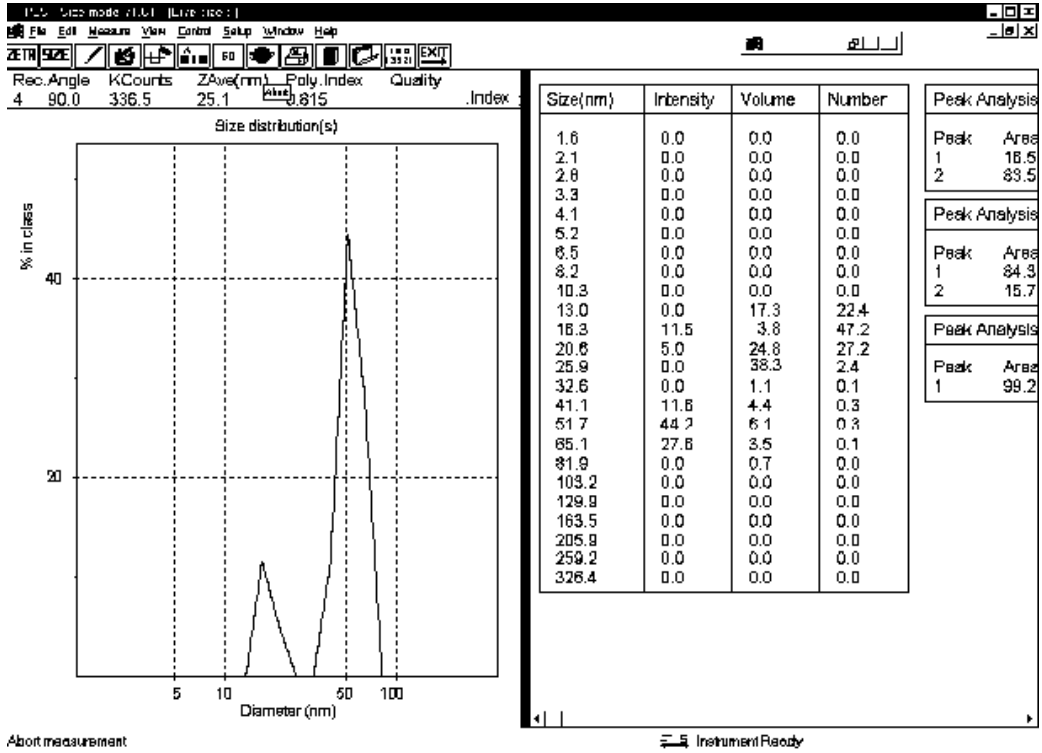 File Edit Measure View Control Setup Window Help
SIZE EXIT
Rec. Angle KCounts ZAve(nm) Poly.Index Quality
4 90.0 336.5 25.1 0.815 .Index
Abort
Size distribution(s)
% in class
40
20
5 10 50 100
Diameter (nm)
Size(nm) Intensity Volume Number
1.6 0.0 0.0 0.0
2.1 0.0 0.0 0.0
2.8 0.0 0.0 0.0
3.3 0.0 0.0 0.0
4.1 0.0 0.0 0.0
5.2 0.0 0.0 0.0
6.5 0.0 0.0 0.0
8.2 0.0 0.0 0.0
10.3 0.0 0.0 0.0
13.0 0.0 17.3 22.4
16.3 11.5 3.8 47.2
20.6 5.0 24.8 27.2
25.9 0.0 38.3 2.4
32.6 0.0 1.1 0.1
41.1 11.6 4.4 0.3
51.7 44.2 6.1 0.3
65.1 27.6 3.5 0.1
81.9 0.0 0.7 0.0
103.2 0.0 0.0 0.0
129.9 0.0 0.0 0.0
163.5 0.0 0.0 0.0
205.9 0.0 0.0 0.0
259.2 0.0 0.0 0.0
326.4 0.0 0.0 0.0
Peak Analysis
Peak Area
1 16.5
2 83.5
Peak Analysis
Peak Area
1 84.3
2 15.7
Peak Analysis
Peak Area
1 99.2
Abort measurement
Instrument Ready